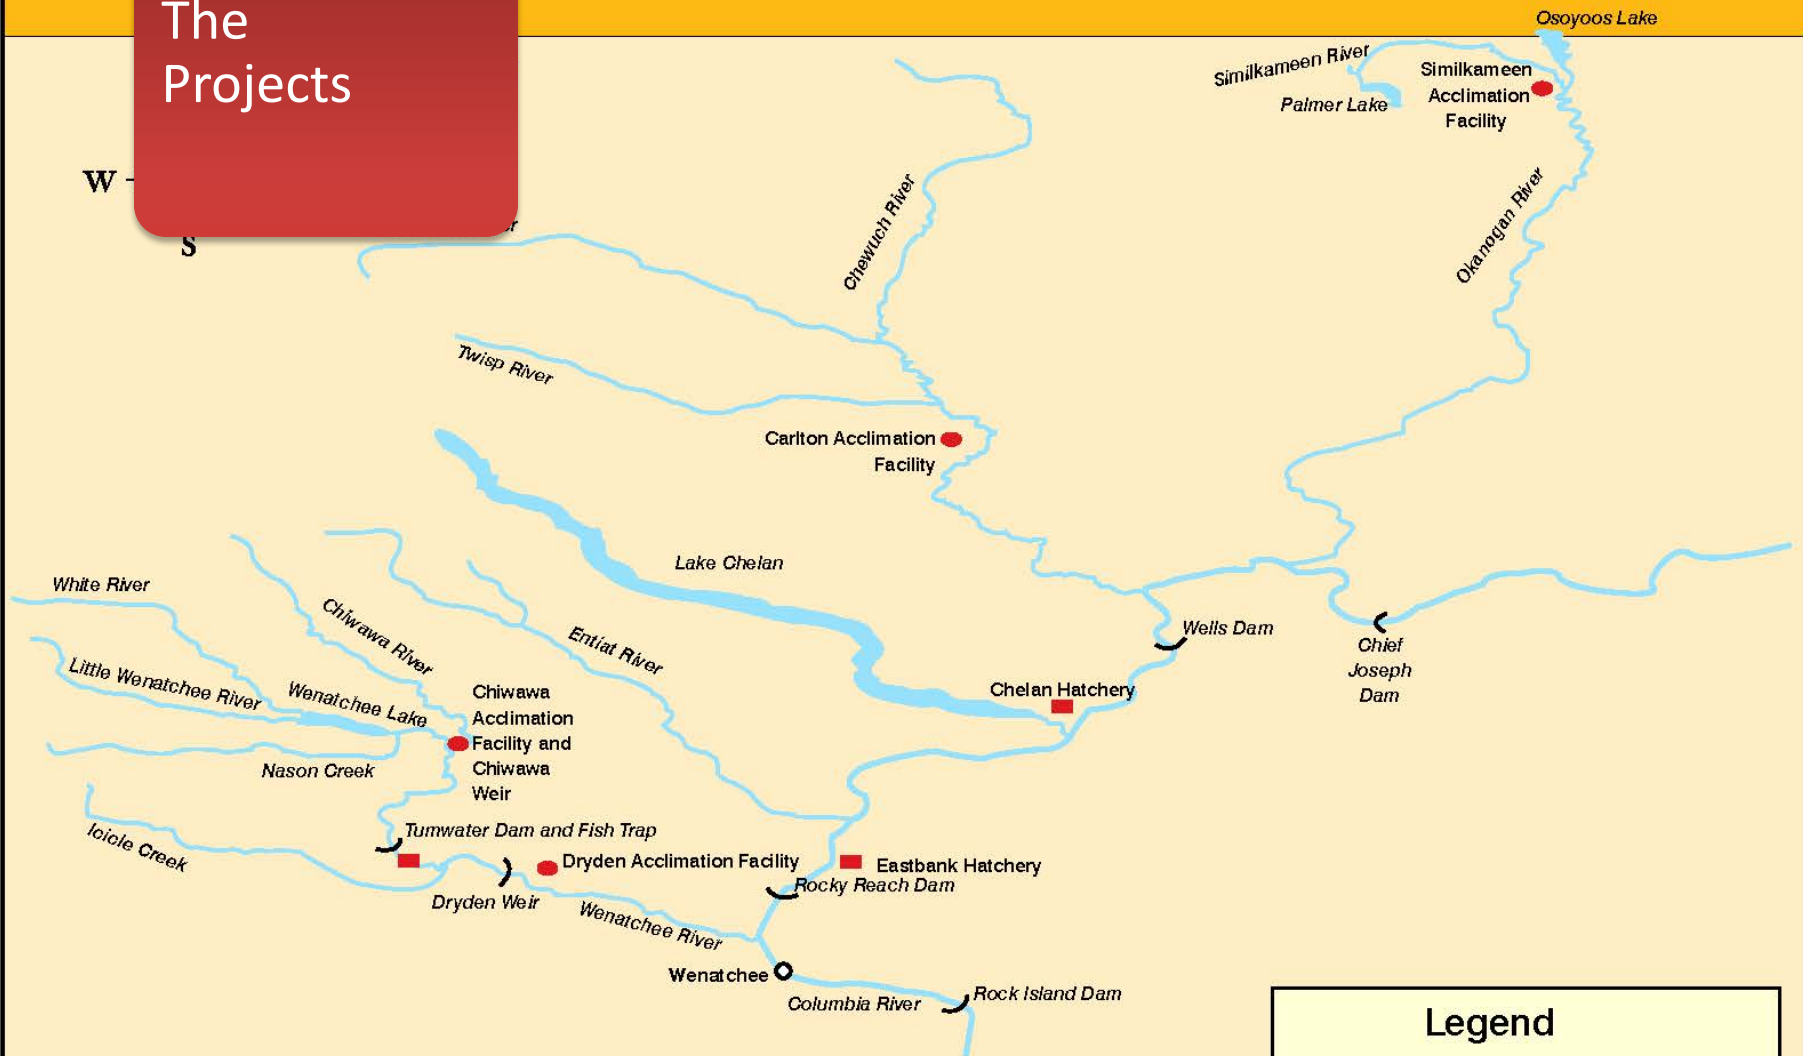 The
Projects
Osoyoos Lake
Similkameen River
Similkameen
Acclimation
Facility
Palmer Lake
W
S
Chewuch River
Okanogan River
Twisp River
Carlton Acclimation
Facility
Lake Chelan
White River
Chiwawa River
Entiat River
Wells Dam
Chief
Joseph
Dam
Little Wenatchee River
Wenatchee Lake
Chiwawa
Acclimation
Facility and
Chiwawa
Weir
Chelan Hatchery
Nason Creek
Icicle Creek
Tumwater Dam and Fish Trap
Dryden Acclimation Facility
Eastbank Hatchery
Rocky Reach Dam
Dryden Weir
Wenatchee River
Wenatchee
Columbia River
Rock Island Dam
Legend